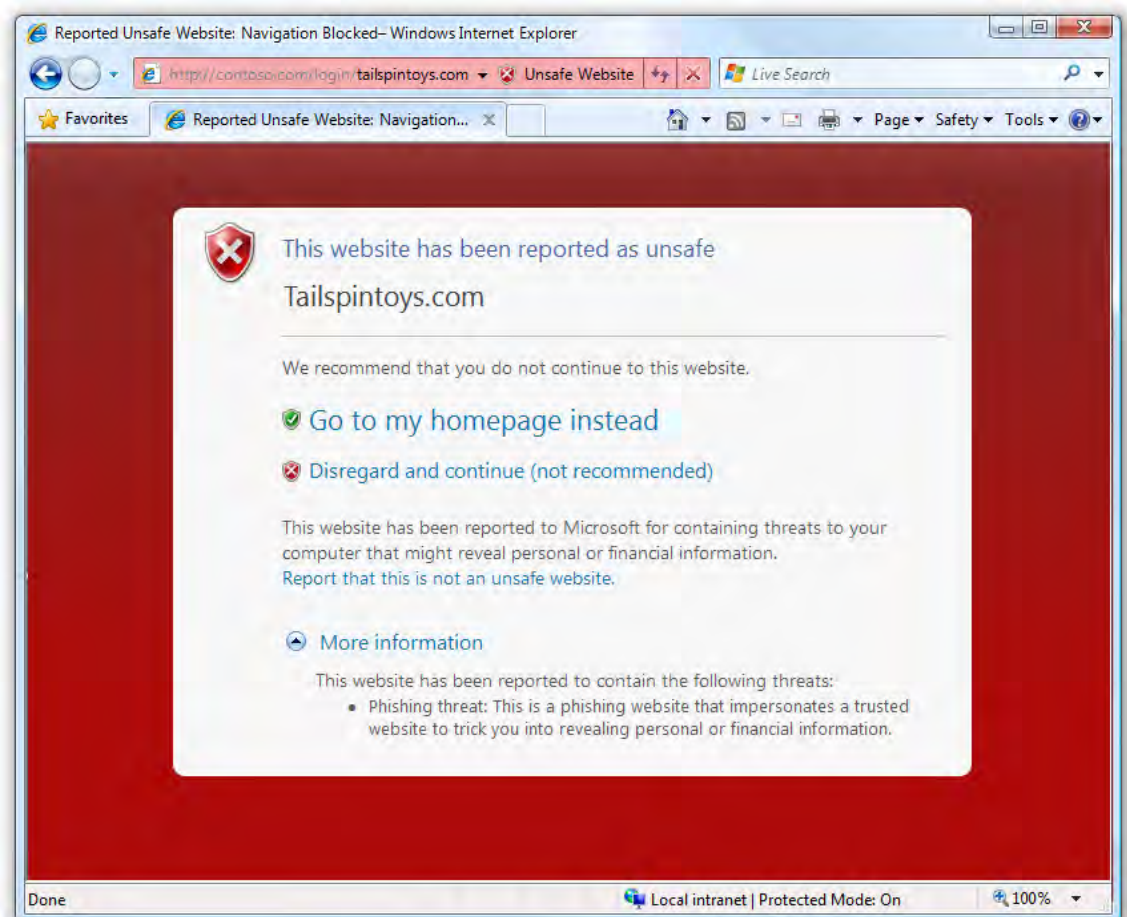 Reported Unsafe Website: Navigation Blocked– Windows Internet Explorer
http://contoso.com/login/tailspintoys.com Unsafe Website Live Search
Favorites Reported Unsafe Website: Navigation... Page Safety Tools
This website has been reported as unsafe
Tailspintoys.com
We recommend that you do not continue to this website.
Go to my homepage instead
Disregard and continue (not recommended)
This website has been reported to Microsoft for containing threats to your
computer that might reveal personal or financial information.
Report that this is not an unsafe website.
More information
This website has been reported to contain the following threats:
• Phishing threat: This is a phishing website that impersonates a trusted
website to trick you into revealing personal or financial information.
Done Local intranet | Protected Mode: On 100%